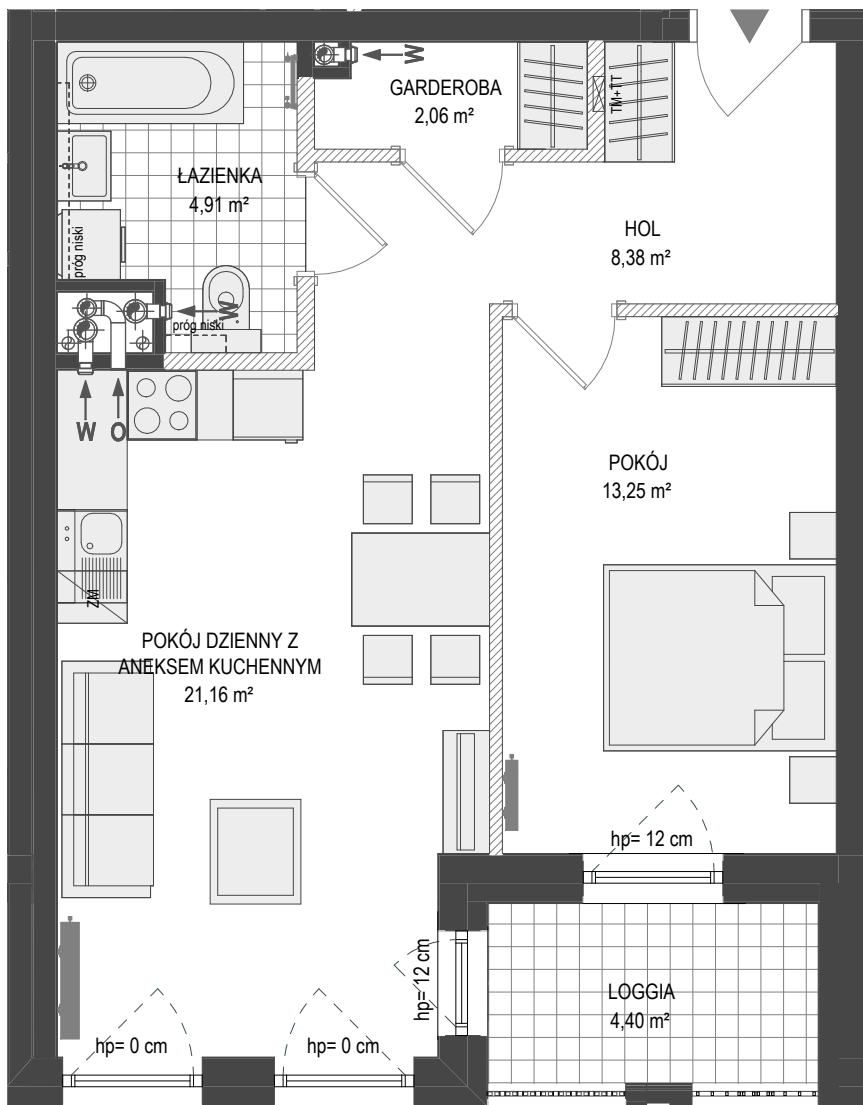 W
GARDEROBA
2,06 m²
TM+TT
ŁAZIENKA
4,91 m²
HOL
8,38 m²
próg niski
W
próg niski
W
O
POKÓJ
13,25 m²
ZM
POKÓJ DZIENNY Z
ANEKSEM KUCHENNYM
21,16 m²
hp= 12 cm
hp= 12 cm
LOGGIA
4,40 m²
hp= 0 cm
hp= 0 cm